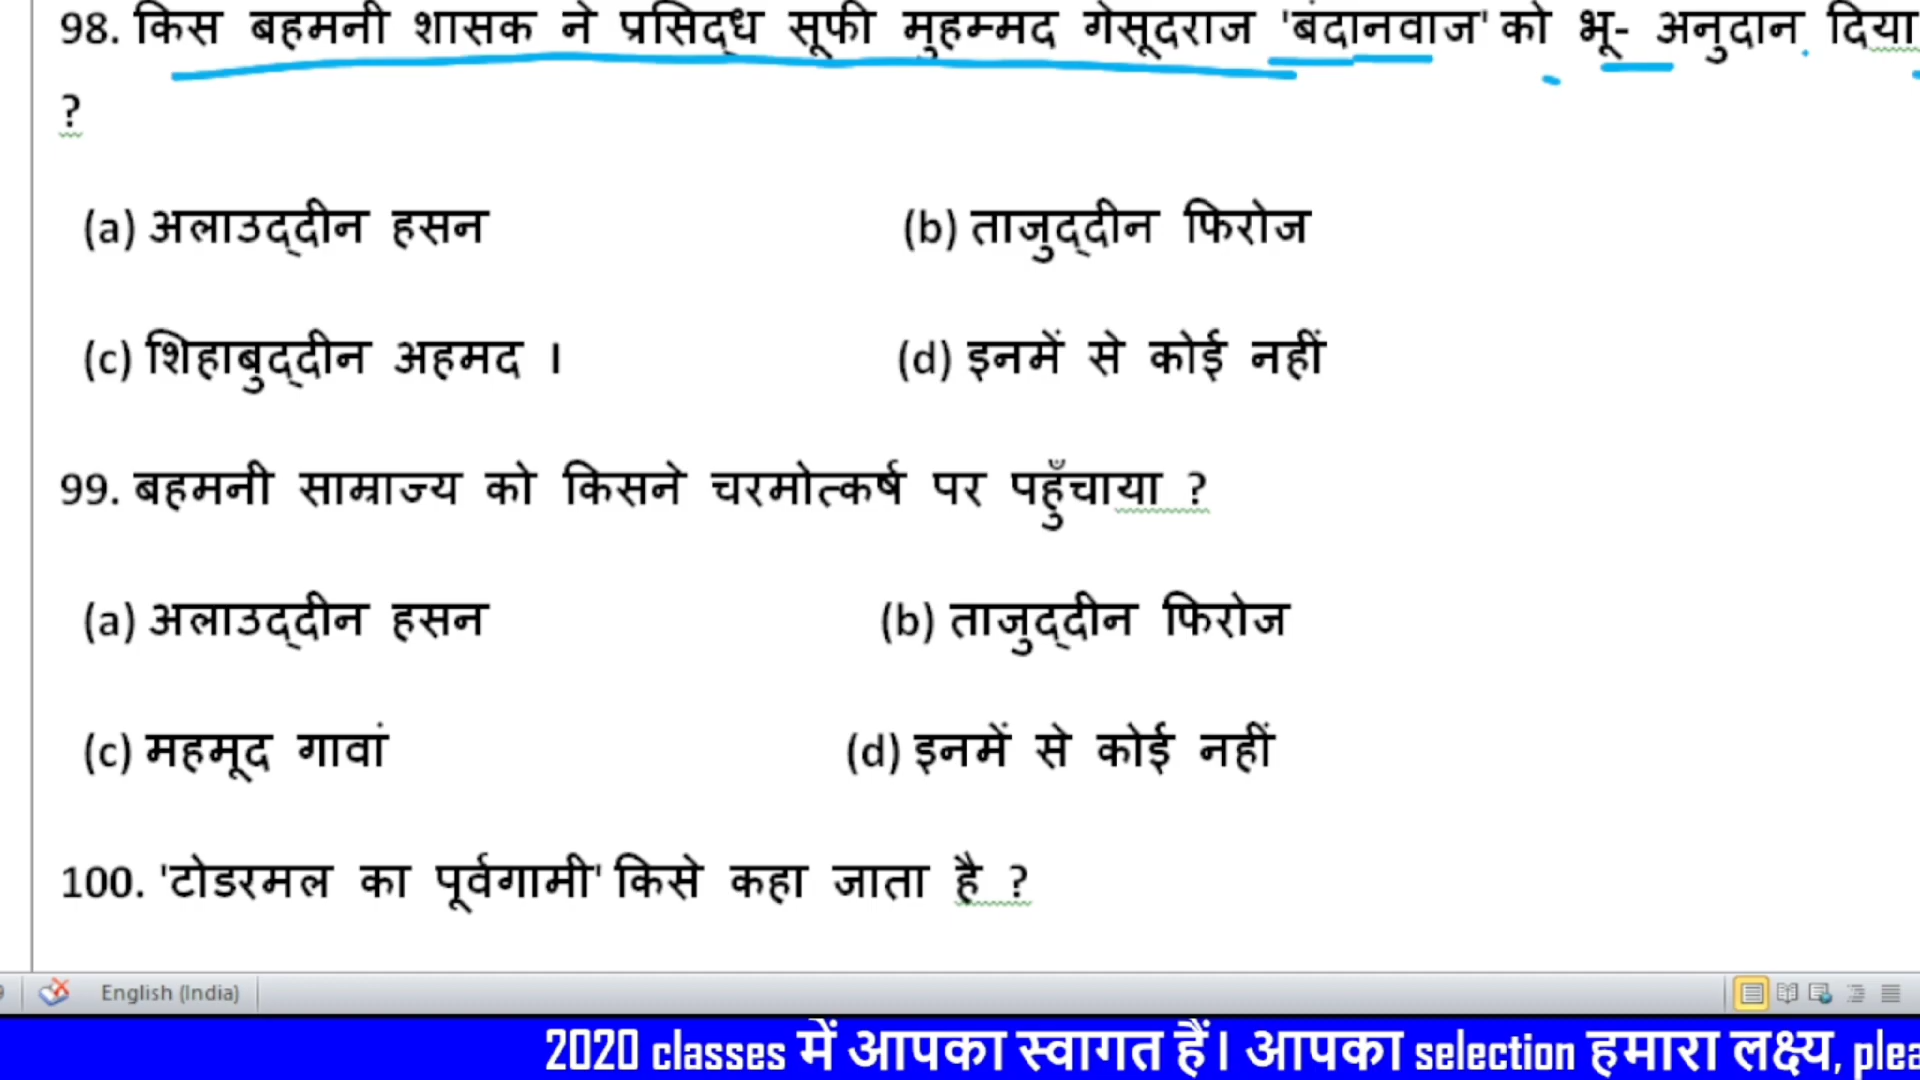 98. किस बहमनी शासक ने प्रसिद्ध सूफी मुहम्मद गेसूदराज 'बंदानवाज' को भू- अनुदान दिया
?
(a) अलाउद्दीन हसन (b) ताजुद्दीन फिरोज
(c) शिहाबुद्दीन अहमद । (d) इनमें से कोई नहीं
99. बहमनी साम्राज्य को किसने चरमोत्कर्ष पर पहुँचाया ?
(a) अलाउद्दीन हसन (b) ताजुद्दीन फिरोज
(c) महमूद गावां (d) इनमें से कोई नहीं
100. 'टोडरमल का पूर्वगामी' किसे कहा जाता है ?
English (India)
2020 classes में आपका स्वागत हैं। आपका selection हमारा लक्ष्य,